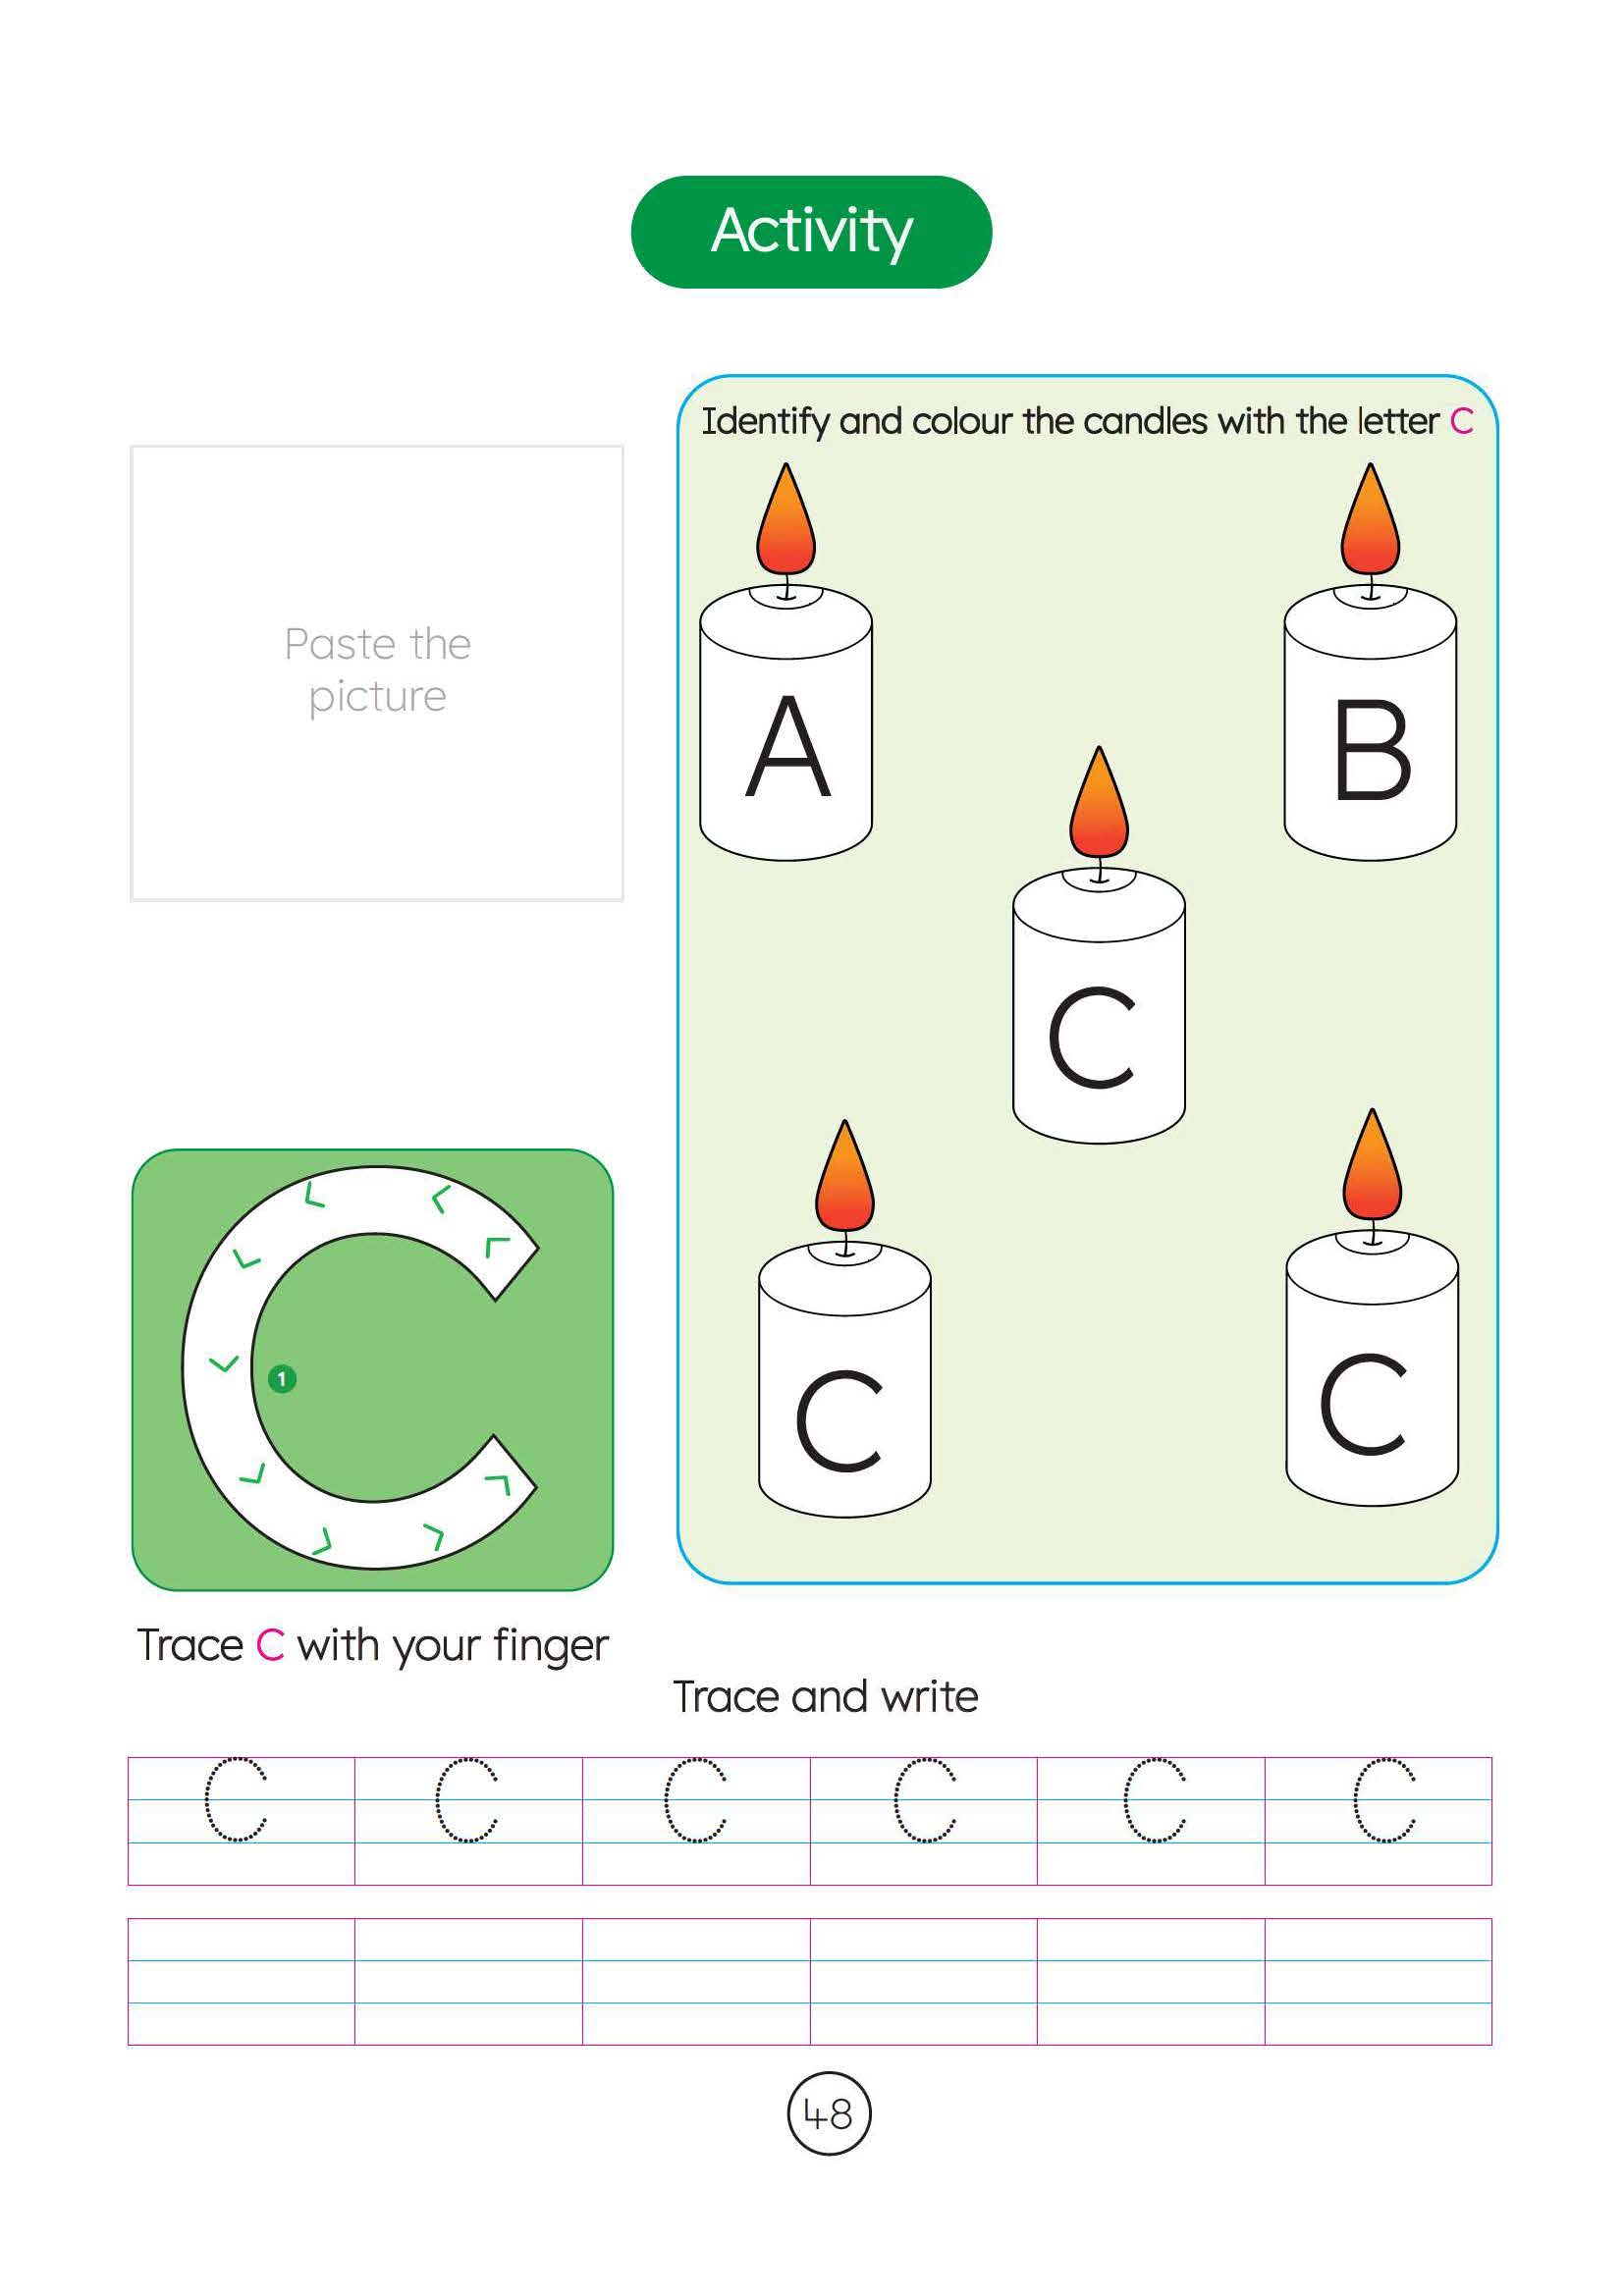 Activity
Identify and colour the candles with the letter C
Paste the
picture
A
B
C
C
C
1
Trace C with your finger
Trace and write
C C C C C C
48